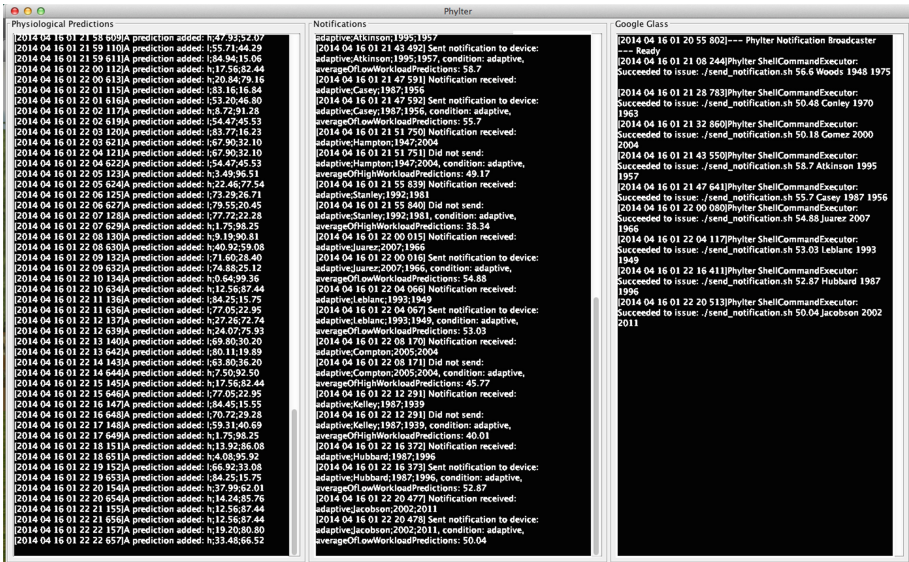 Phylter
Physiological Predictions
[2014 04 16 01 21 58 609]A prediction added: h;47.93;52.07
[2014 04 16 01 21 59 110]A prediction added: l;55.71;44.29
[2014 04 16 01 21 59 611]A prediction added: l;84.94;15.06
[2014 04 16 01 22 00 112]A prediction added: h;17.56;82.44
[2014 04 16 01 22 00 613]A prediction added: h;20.84;79.16
[2014 04 16 01 22 01 115]A prediction added: l;83.16;16.84
[2014 04 16 01 22 01 616]A prediction added: l;53.20;46.80
[2014 04 16 01 22 02 117]A prediction added: h;8.72;91.28
[2014 04 16 01 22 02 619]A prediction added: l;54.47;45.53
[2014 04 16 01 22 03 120]A prediction added: l;83.77;16.23
[2014 04 16 01 22 03 621]A prediction added: l;67.90;32.10
[2014 04 16 01 22 04 121]A prediction added: l;67.90;32.10
[2014 04 16 01 22 04 622]A prediction added: l;54.47;45.53
[2014 04 16 01 22 05 123]A prediction added: h;3.49;96.51
[2014 04 16 01 22 05 624]A prediction added: h;22.46;77.54
[2014 04 16 01 22 06 125]A prediction added: l;73.29;26.71
[2014 04 16 01 22 06 627]A prediction added: l;79.55;20.45
[2014 04 16 01 22 07 128]A prediction added: l;77.72;22.28
[2014 04 16 01 22 07 629]A prediction added: h;1.75;98.25
[2014 04 16 01 22 08 130]A prediction added: h;9.19;90.81
[2014 04 16 01 22 08 630]A prediction added: h;40.92;59.08
[2014 04 16 01 22 09 132]A prediction added: l;71.60;28.40
[2014 04 16 01 22 09 632]A prediction added: l;74.88;25.12
[2014 04 16 01 22 10 134]A prediction added: h;0.64;99.36
[2014 04 16 01 22 10 634]A prediction added: h;12.56;87.44
[2014 04 16 01 22 11 136]A prediction added: l;84.25;15.75
[2014 04 16 01 22 11 636]A prediction added: l;77.05;22.95
[2014 04 16 01 22 12 137]A prediction added: h;27.26;72.74
[2014 04 16 01 22 12 639]A prediction added: h;24.07;75.93
[2014 04 16 01 22 13 140]A prediction added: l;69.80;30.20
[2014 04 16 01 22 13 642]A prediction added: l;80.11;19.89
[2014 04 16 01 22 14 143]A prediction added: l;63.80;36.20
[2014 04 16 01 22 14 644]A prediction added: h;7.50;92.50
[2014 04 16 01 22 15 145]A prediction added: h;17.56;82.44
[2014 04 16 01 22 15 646]A prediction added: l;77.05;22.95
[2014 04 16 01 22 16 147]A prediction added: l;84.45;15.55
[2014 04 16 01 22 16 648]A prediction added: l;70.72;29.28
[2014 04 16 01 22 17 148]A prediction added: l;59.31;40.69
[2014 04 16 01 22 17 649]A prediction added: h;1.75;98.25
[2014 04 16 01 22 18 151]A prediction added: h;13.92;86.08
[2014 04 16 01 22 18 651]A prediction added: h;4.08;95.92
[2014 04 16 01 22 19 152]A prediction added: l;66.92;33.08
[2014 04 16 01 22 19 653]A prediction added: l;84.25;15.75
[2014 04 16 01 22 20 154]A prediction added: h;37.99;62.01
[2014 04 16 01 22 20 654]A prediction added: h;14.24;85.76
[2014 04 16 01 22 21 155]A prediction added: h;12.56;87.44
[2014 04 16 01 22 21 656]A prediction added: h;12.56;87.44
[2014 04 16 01 22 22 157]A prediction added: h;19.20;80.80
[2014 04 16 01 22 22 657]A prediction added: h;33.48;66.52
Notifications
adaptive;Atkinson;1995;1957
[2014 04 16 01 21 43 492] Sent notification to device:
adaptive;Atkinson;1995;1957, condition: adaptive,
averageOfLowWorkloadPredictions: 58.7
[2014 04 16 01 21 47 591] Notification received:
adaptive;Casey;1987;1956
[2014 04 16 01 21 47 592] Sent notification to device:
adaptive;Casey;1987;1956, condition: adaptive,
averageOfLowWorkloadPredictions: 55.7
[2014 04 16 01 21 51 750] Notification received:
adaptive;Hampton;1947;2004
[2014 04 16 01 21 51 751] Did not send:
adaptive;Hampton;1947;2004, condition: adaptive,
averageOfHighWorkloadPredictions: 49.17
[2014 04 16 01 21 55 839] Notification received:
adaptive;Stanley;1992;1981
[2014 04 16 01 21 55 840] Did not send:
adaptive;Stanley;1992;1981, condition: adaptive,
averageOfHighWorkloadPredictions: 38.34
[2014 04 16 01 22 00 015] Notification received:
adaptive;Juarez;2007;1966
[2014 04 16 01 22 00 016] Sent notification to device:
adaptive;Juarez;2007;1966, condition: adaptive,
averageOfLowWorkloadPredictions: 54.88
[2014 04 16 01 22 04 066] Notification received:
adaptive;Leblanc;1993;1949
[2014 04 16 01 22 04 067] Sent notification to device:
adaptive;Leblanc;1993;1949, condition: adaptive,
averageOfLowWorkloadPredictions: 53.03
[2014 04 16 01 22 08 170] Notification received:
adaptive;Compton;2005;2004
[2014 04 16 01 22 08 171] Did not send:
adaptive;Compton;2005;2004, condition: adaptive,
averageOfHighWorkloadPredictions: 45.77
[2014 04 16 01 22 12 291] Notification received:
adaptive;Kelley;1987;1939
[2014 04 16 01 22 12 291] Did not send:
adaptive;Kelley;1987;1939, condition: adaptive,
averageOfHighWorkloadPredictions: 40.01
[2014 04 16 01 22 16 372] Notification received:
adaptive;Hubbard;1987;1996
[2014 04 16 01 22 16 373] Sent notification to device:
adaptive;Hubbard;1987;1996, condition: adaptive,
averageOfLowWorkloadPredictions: 52.87
[2014 04 16 01 22 20 477] Notification received:
adaptive;Jacobson;2002;2011
[2014 04 16 01 22 20 478] Sent notification to device:
adaptive;Jacobson;2002;2011, condition: adaptive,
averageOfLowWorkloadPredictions: 50.04
Google Glass
[2014 04 16 01 20 55 802]--- Phylter Notification Broadcaster
--- Ready
[2014 04 16 01 21 08 244]Phylter ShellCommandExecutor:
Succeeded to issue: ./send_notification.sh 56.6 Woods 1948 1975
[2014 04 16 01 21 28 783]Phylter ShellCommandExecutor:
Succeeded to issue: ./send_notification.sh 50.48 Conley 1970
1963
[2014 04 16 01 21 32 860]Phylter ShellCommandExecutor:
Succeeded to issue: ./send_notification.sh 50.18 Gomez 2000
2004
[2014 04 16 01 21 43 550]Phylter ShellCommandExecutor:
Succeeded to issue: ./send_notification.sh 58.7 Atkinson 1995
1957
[2014 04 16 01 21 47 641]Phylter ShellCommandExecutor:
Succeeded to issue: ./send_notification.sh 55.7 Casey 1987 1956
[2014 04 16 01 22 00 080]Phylter ShellCommandExecutor:
Succeeded to issue: ./send_notification.sh 54.88 Juarez 2007
1966
[2014 04 16 01 22 04 117]Phylter ShellCommandExecutor:
Succeeded to issue: ./send_notification.sh 53.03 Leblanc 1993
1949
[2014 04 16 01 22 16 411]Phylter ShellCommandExecutor:
Succeeded to issue: ./send_notification.sh 52.87 Hubbard 1987
1996
[2014 04 16 01 22 20 513]Phylter ShellCommandExecutor:
Succeeded to issue: ./send_notification.sh 50.04 Jacobson 2002
2011